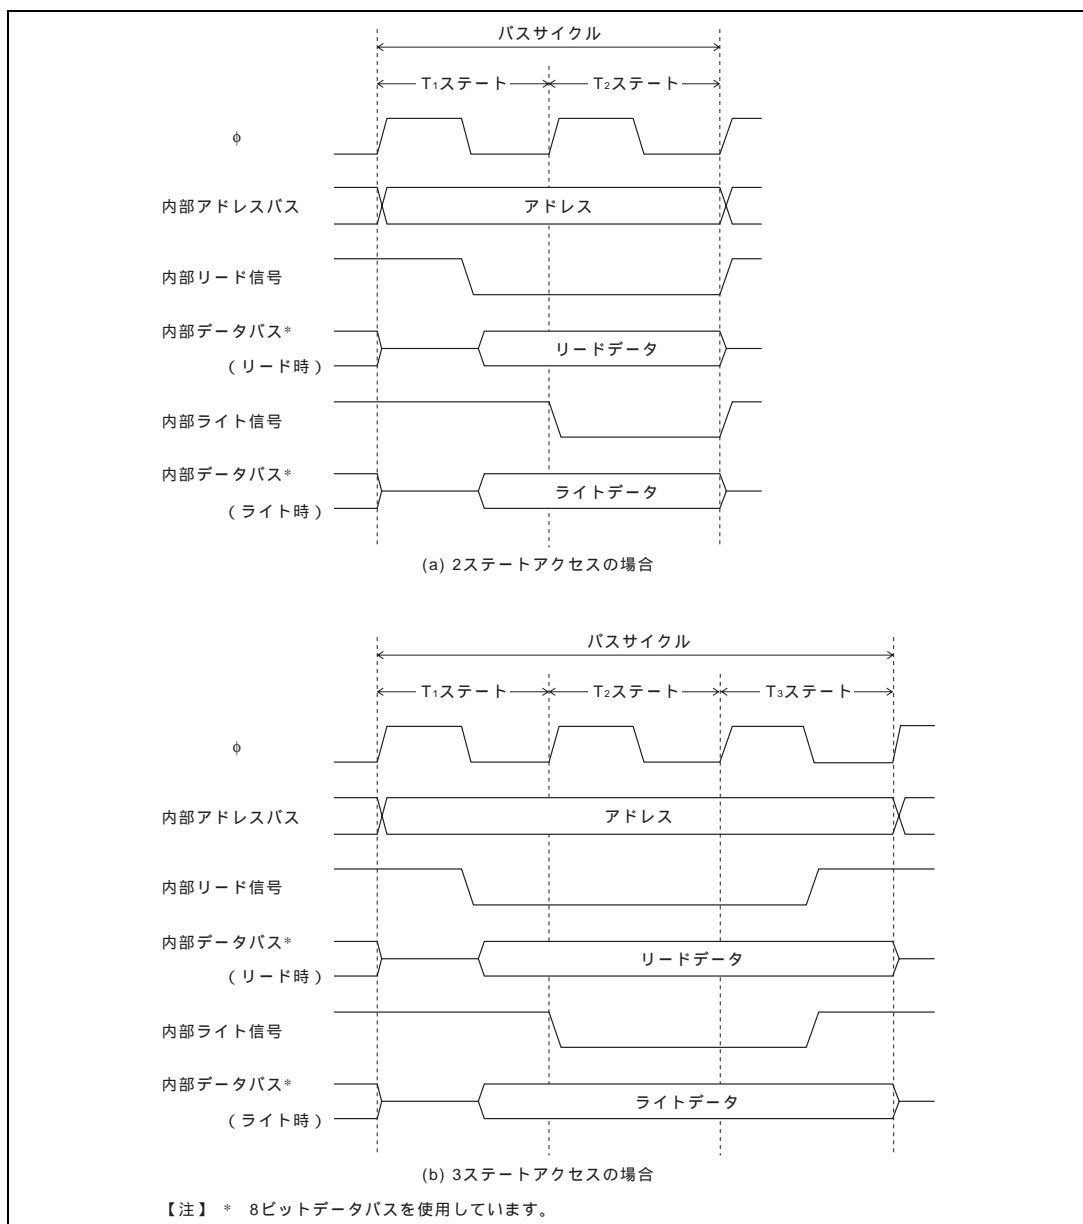 バスサイクル
T1ステート T2ステート
φ
内部アドレスバス アドレス
内部リード信号
内部データバス*
（リード時） リードデータ
内部ライト信号
内部データバス*
（ライト時） ライトデータ
(a) 2ステートアクセスの場合
バスサイクル
T1ステート T2ステート T3ステート
φ
内部アドレスバス アドレス
内部リード信号
内部データバス*
（リード時） リードデータ
内部ライト信号
内部データバス*
（ライト時） ライトデータ
(b) 3ステートアクセスの場合
【注】 * 8ビットデータバスを使用しています。